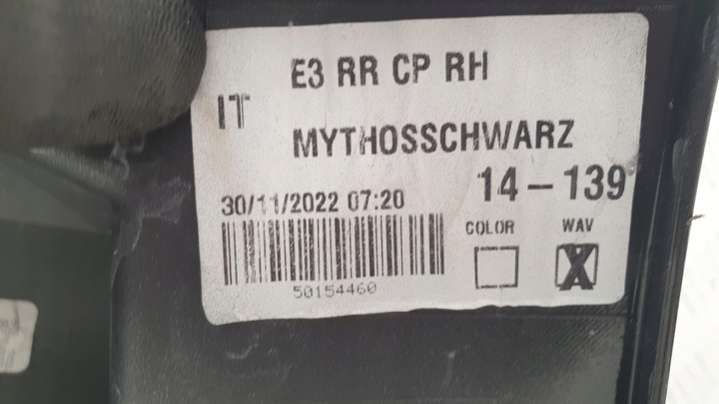 E3 RR CP RH
IT
MYTHOSSCHWARZ
14-139
30/11/2022 07:20
COLOR WAV
X
50154460